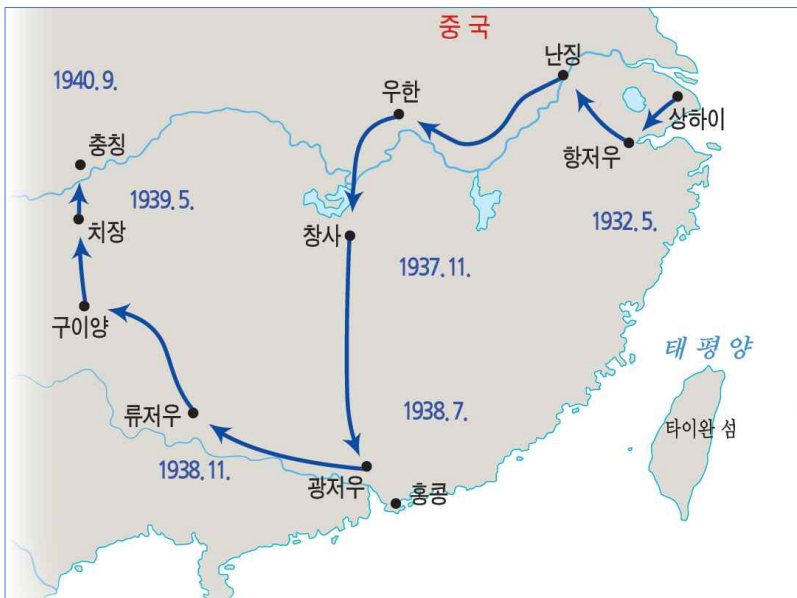 중 국
난징
1940.9.
우한
상하이
충칭
항저우
1939.5.
1932.5.
치장
창사
1937.11.
구이양
태 평 양
1938.7.
류저우
타이완 섬
1938.11.
광저우
홍콩